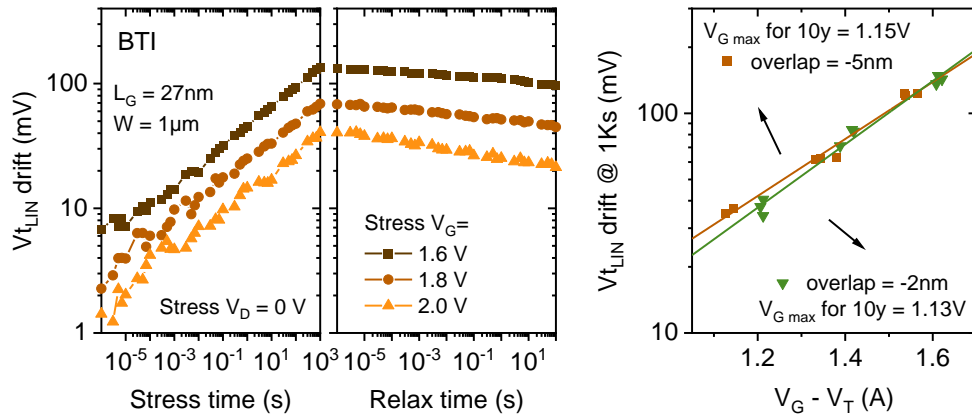 BTI
L_G = 27nm
W = 1µm
Stress V_D = 0 V
Vt_LIN drift (mV)
100
10
1
10^-5 10^-3 10^-1 10^1 10^3
Stress time (s)
Stress V_G=
1.6 V
1.8 V
2.0 V
10^-5 10^-3 10^-1 10^1
Relax time (s)
Vt_LIN drift @ 1Ks (mV)
100
10
V_G max for 10y = 1.15V
overlap = -5nm
overlap = -2nm
V_G max for 10y = 1.13V
1.2 1.4 1.6
V_G - V_T (A)